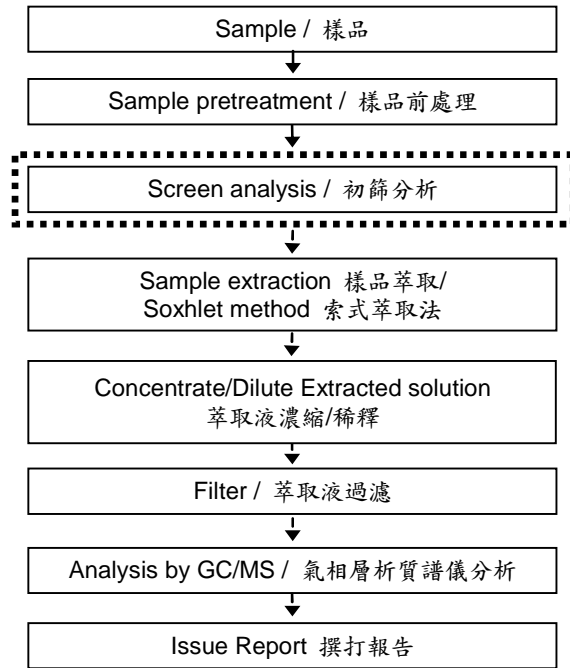 Sample / 樣品
Sample pretreatment / 樣品前處理
Screen analysis / 初篩分析
Sample extraction 樣品萃取/
Soxhlet method 索式萃取法
Concentrate/Dilute Extracted solution
萃取液濃縮/稀釋
Filter / 萃取液過濾
Analysis by GC/MS / 氣相層析質譜儀分析
Issue Report 撰打報告